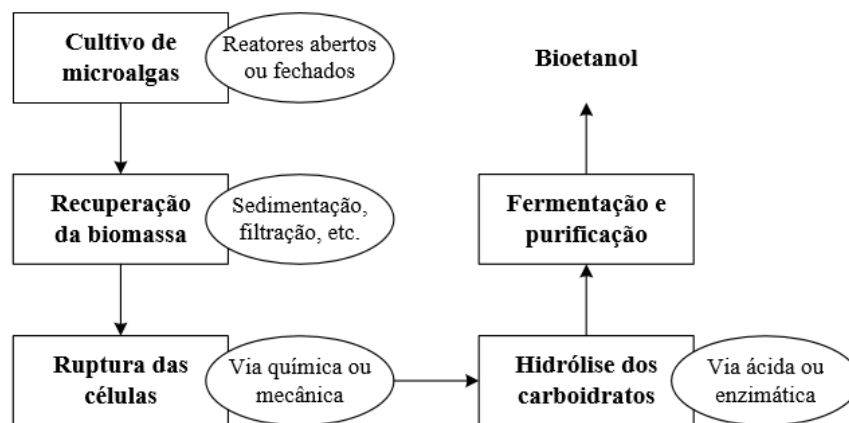 Cultivo de
microalgas
Reatores abertos
ou fechados
Recuperação
da biomassa
Sedimentação,
filtração, etc.
Ruptura das
células
Via química ou
mecânica
Hidrólise dos
carboidratos
Via ácida ou
enzimática
Fermentação e
purificação
Bioetanol